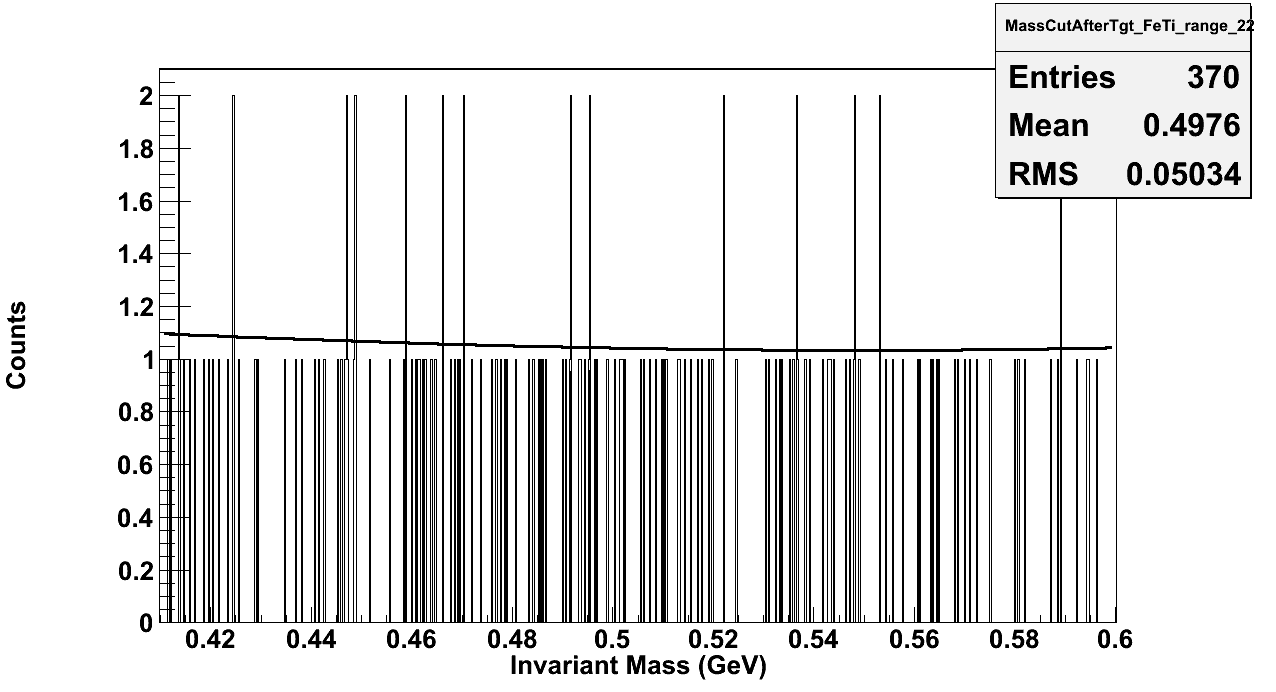 MassCutAfterTgt_FeTi_range_22
Entries 370
Mean 0.4976
RMS 0.05034
Counts
2
1.8
1.6
1.4
1.2
1
0.8
0.6
0.4
0.2
0
0.42 0.44 0.46 0.48 0.5 0.52 0.54 0.56 0.58 0.6
Invariant Mass (GeV)